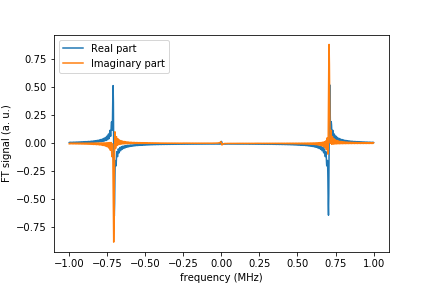 Real part
Imaginary part
0.75
0.50
0.25
0.00
−0.25
−0.50
−0.75
FT signal (a. u.)
−1.00 −0.75 −0.50 −0.25 0.00 0.25 0.50 0.75 1.00
frequency (MHz)